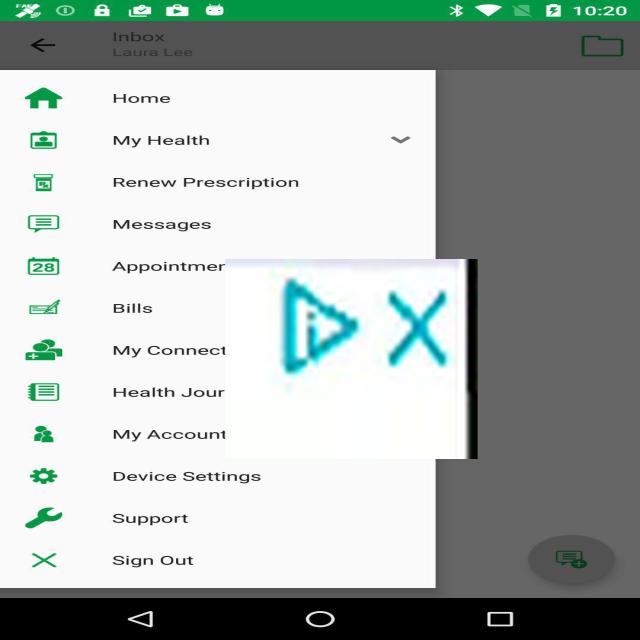 10:20
Inbox
Laura Lee
Home
My Health
Renew Prescription
Messages
28
Appointmen
Bills
My Connect
Health Jour
My Account
Device Settings
Support
Sign Out